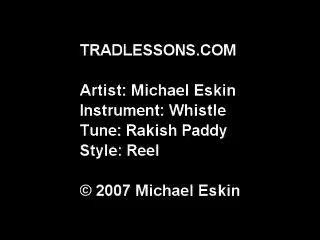 TRADLESSONS.COM
Artist: Michael Eskin
Instrument: Whistle
Tune: Rakish Paddy
Style: Reel
© 2007 Michael Eskin